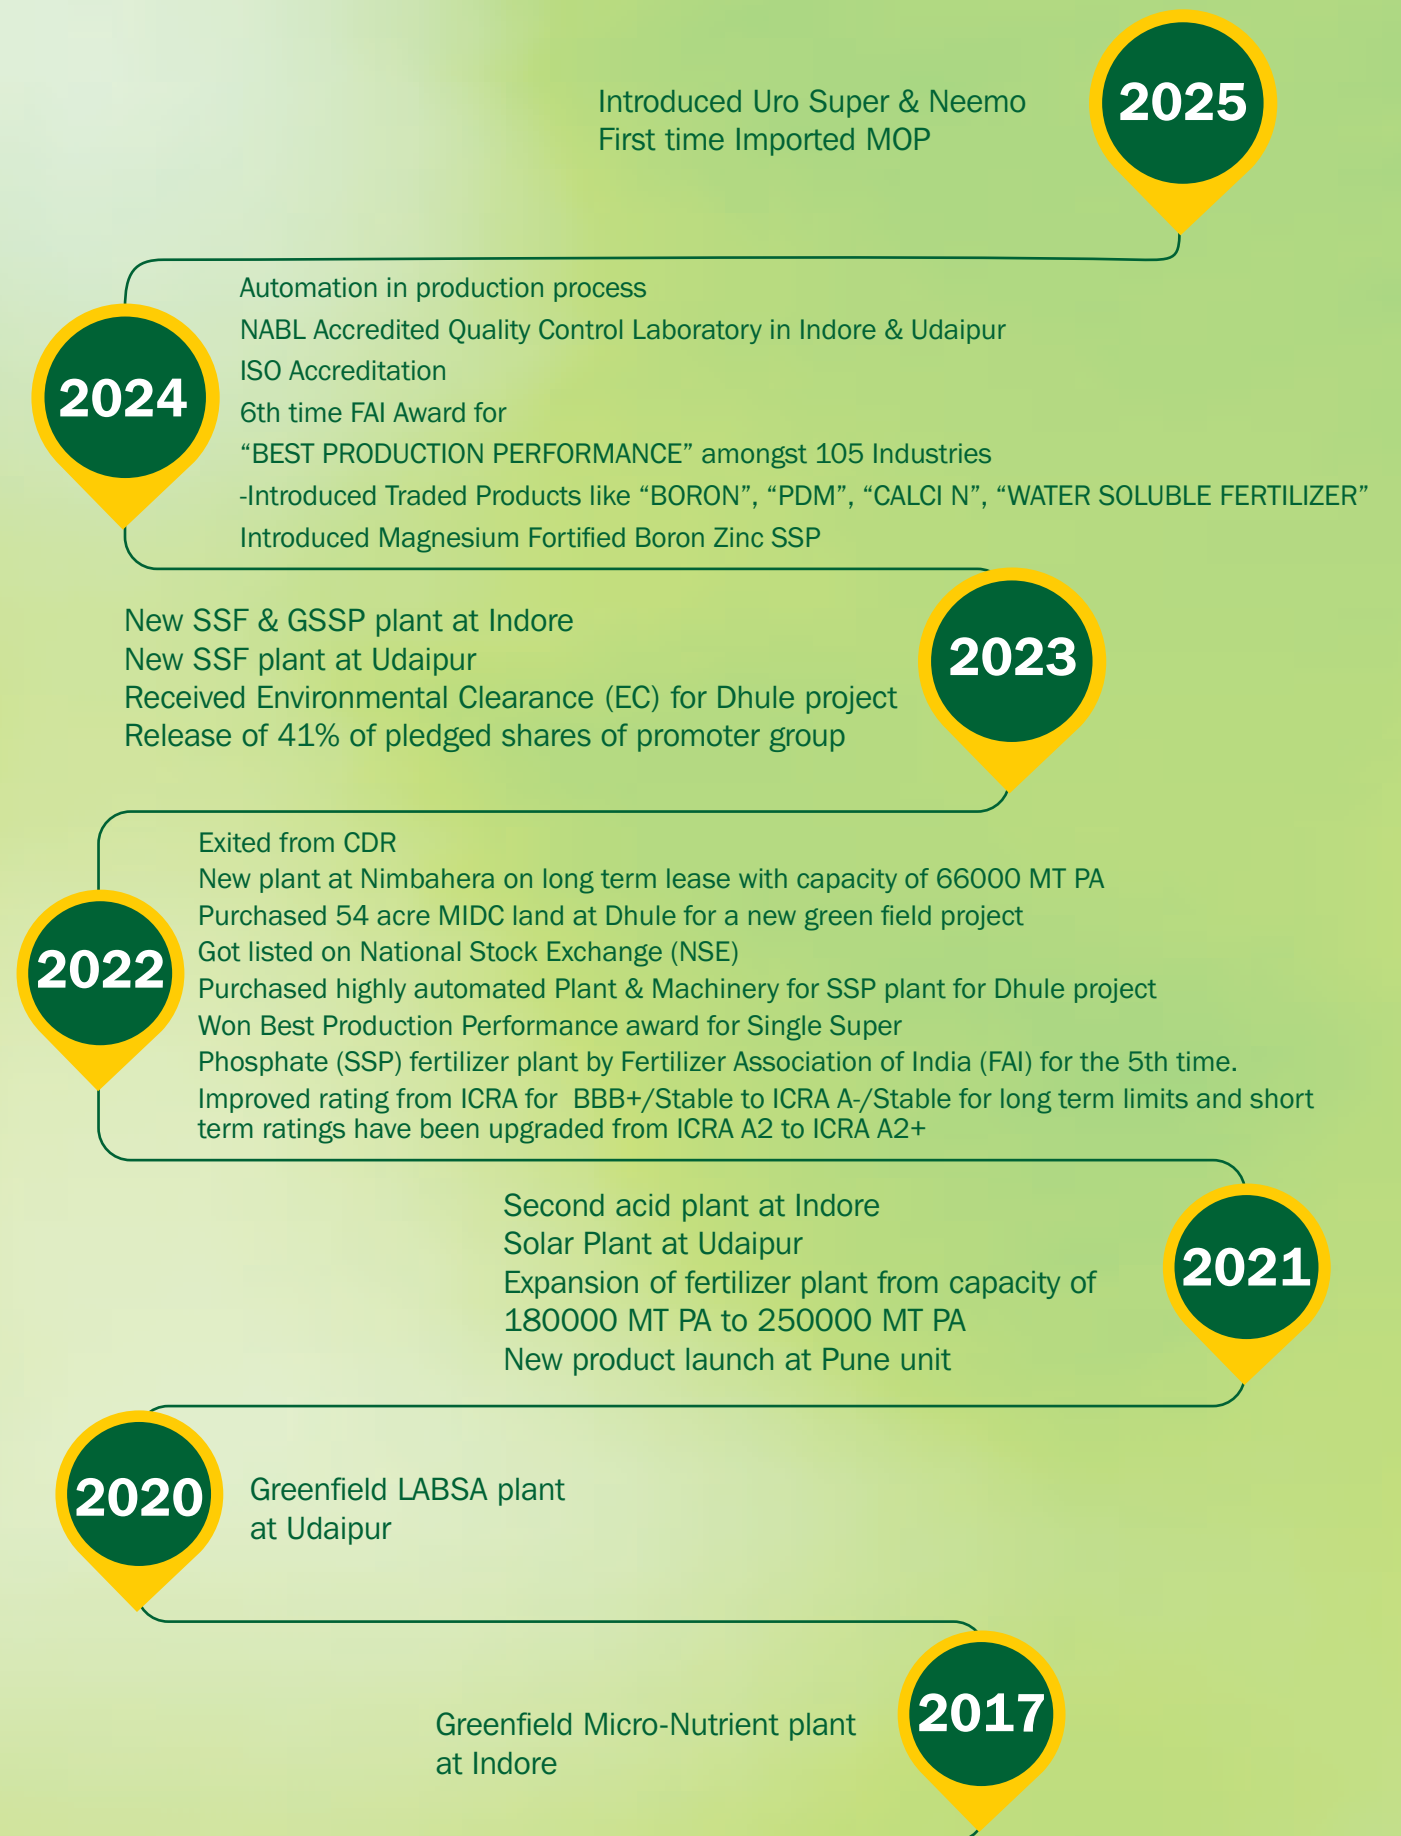 2025
Introduced Uro Super & Neemo
First time Imported MOP
2024
Automation in production process
NABL Accredited Quality Control Laboratory in Indore & Udaipur
ISO Accreditation
6th time FAI Award for
“BEST PRODUCTION PERFORMANCE” amongst 105 Industries
-Introduced Traded Products like “BORON”, “PDM”, “CALCI N”, “WATER SOLUBLE FERTILIZER”
Introduced Magnesium Fortified Boron Zinc SSP
2023
New SSF & GSSP plant at Indore
New SSF plant at Udaipur
Received Environmental Clearance (EC) for Dhule project
Release of 41% of pledged shares of promoter group
2022
Exited from CDR
New plant at Nimbahera on long term lease with capacity of 66000 MT PA
Purchased 54 acre MIDC land at Dhule for a new green field project
Got listed on National Stock Exchange (NSE)
Purchased highly automated Plant & Machinery for SSP plant for Dhule project
Won Best Production Performance award for Single Super
Phosphate (SSP) fertilizer plant by Fertilizer Association of India (FAI) for the 5th time.
Improved rating from ICRA for  BBB+/Stable to ICRA A-/Stable for long term limits and short
term ratings have been upgraded from ICRA A2 to ICRA A2+
2021
Second acid plant at Indore
Solar Plant at Udaipur
Expansion of fertilizer plant from capacity of
180000 MT PA to 250000 MT PA
New product launch at Pune unit
2020
Greenfield LABSA plant
at Udaipur
2017
Greenfield Micro-Nutrient plant
at Indore